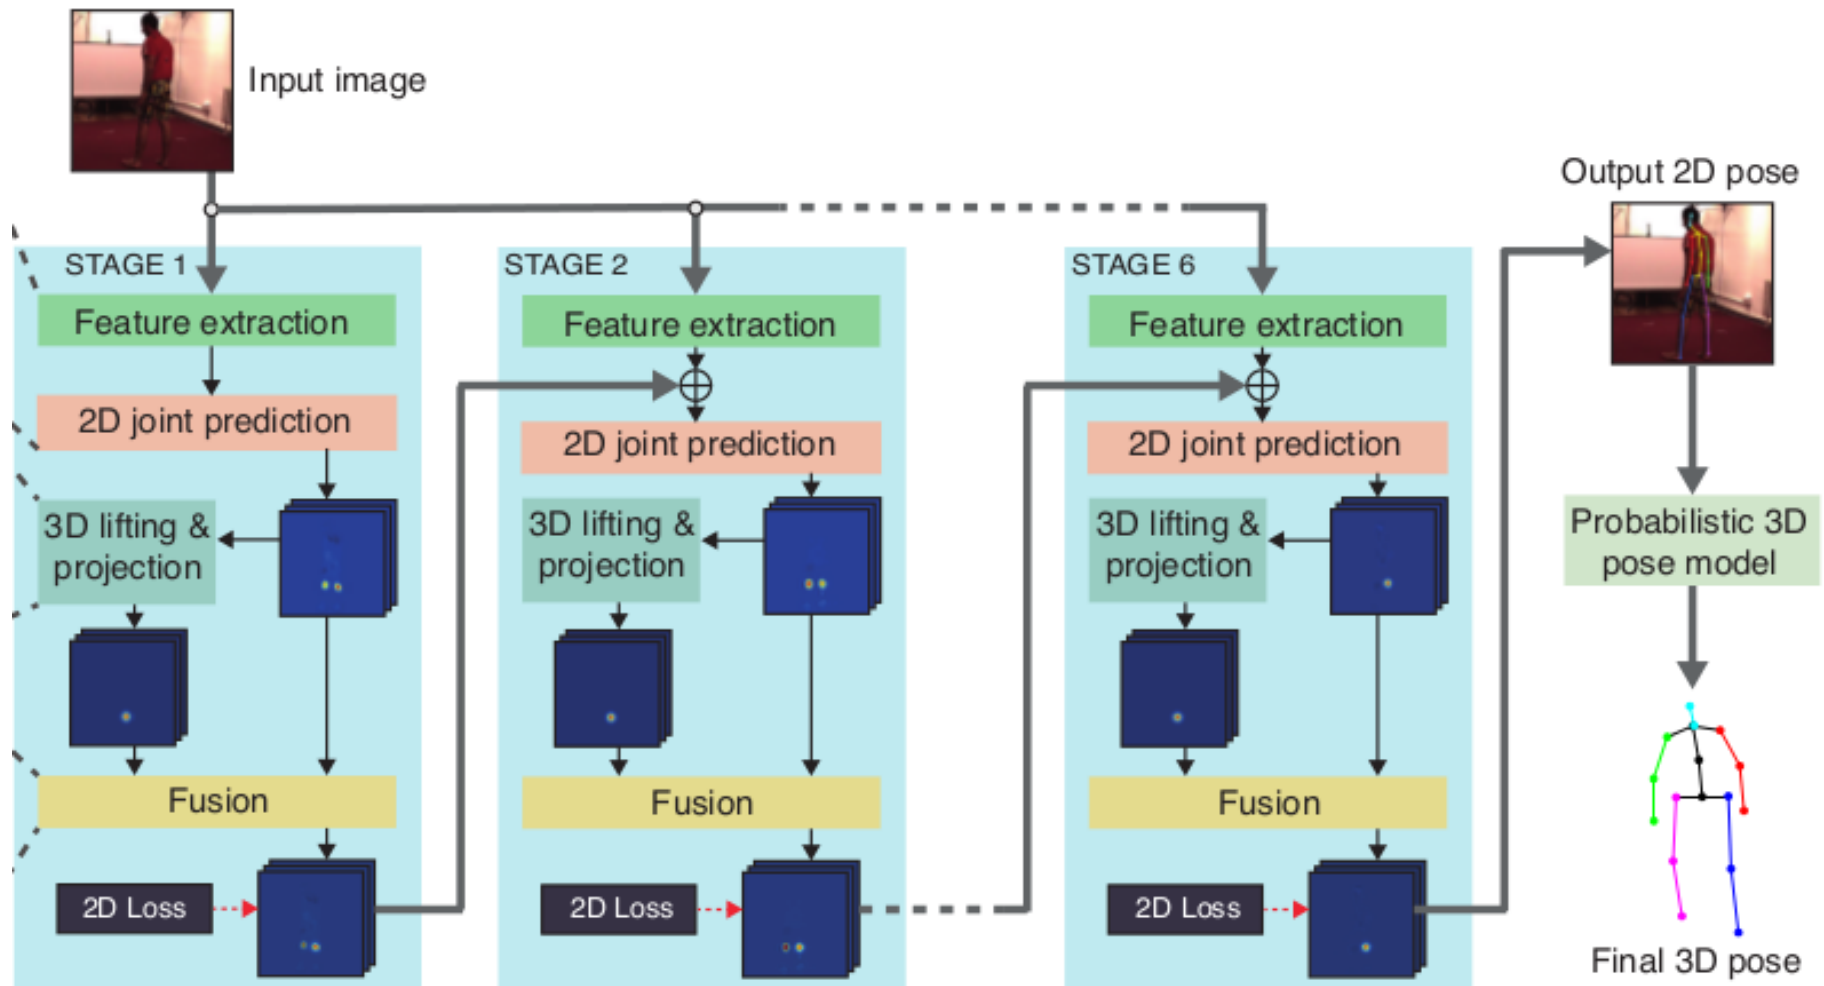 Input image
Output 2D pose
STAGE 1
Feature extraction
2D joint prediction
3D lifting &
projection
Fusion
2D Loss
STAGE 2
Feature extraction
2D joint prediction
3D lifting &
projection
Fusion
2D Loss
STAGE 6
Feature extraction
2D joint prediction
3D lifting &
projection
Fusion
2D Loss
Probabilistic 3D
pose model
Final 3D pose